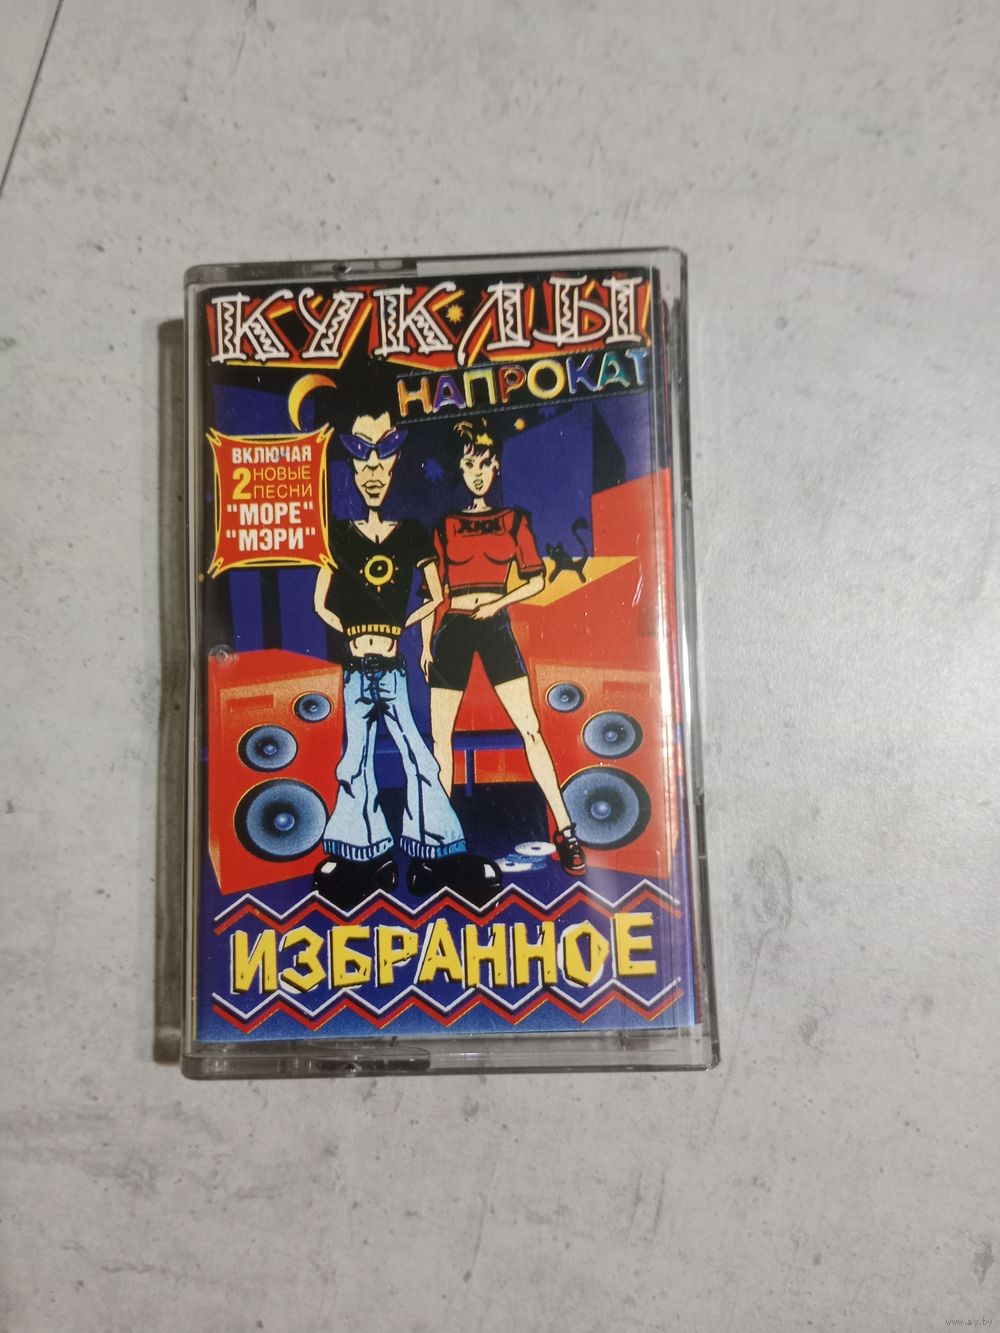 КУКЛЫ
НАПРОКАТ
ВКЛЮЧАЯ
2 НОВЫЕ
ПЕСНИ
"МОРЕ"
"МЭРИ"
ИЗБРАННОЕ
www.ay.by